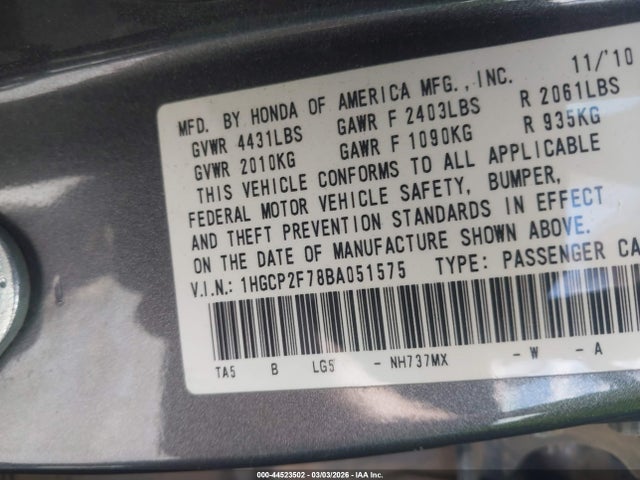 MFD. BY HONDA OF AMERICA MFG., INC. 11/'10
GVWR 4431LBS GAWR F 2403LBS R 2061LBS
GVWR 2010KG GAWR F 1090KG R 935KG
THIS VEHICLE CONFORMS TO ALL APPLICABLE
FEDERAL MOTOR VEHICLE SAFETY, BUMPER,
AND THEFT PREVENTION STANDARDS IN EFFECT
ON THE DATE OF MANUFACTURE SHOWN ABOVE.
V.I.N.: 1HGCP2F78BA051575 TYPE: PASSENGER CA
TA5 B LG5 - NH737MX - W - A
000-44523502 - 03/03/2026 - IAA Inc.